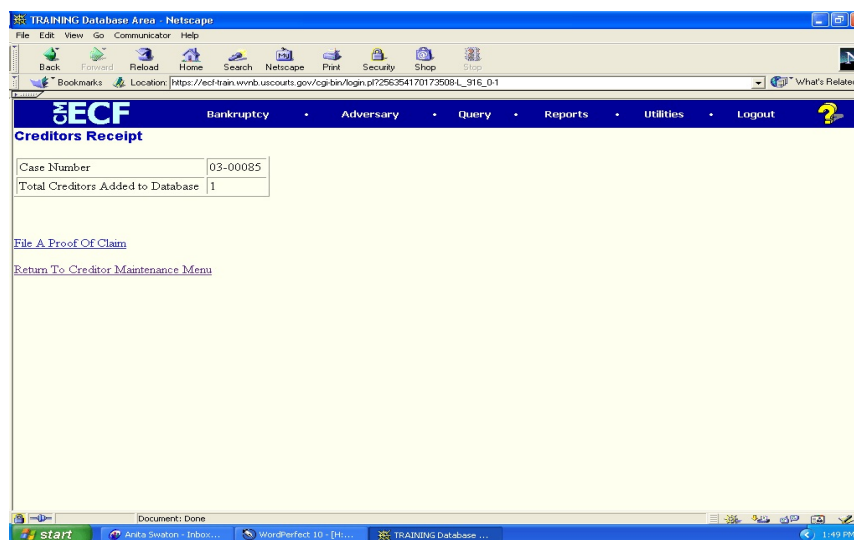 TRAINING Database Area - Netscape
File Edit View Go Communicator Help
Back Forward Reload Home Search Netscape Print Security Shop Stop
Bookmarks Location: https://ecf-train.wvnb.uscourts.gov/cgi-bin/login.pl?256354170173508-L_916_0-1 What's Related
CM ECF Bankruptcy • Adversary • Query • Reports • Utilities • Logout ?
Creditors Receipt
Case Number 03-00085
Total Creditors Added to Database 1
File A Proof Of Claim
Return To Creditor Maintenance Menu
Document: Done
start Anita Swaton - Inbox... WordPerfect 10 - [H:... TRAINING Database ... 1:49 PM